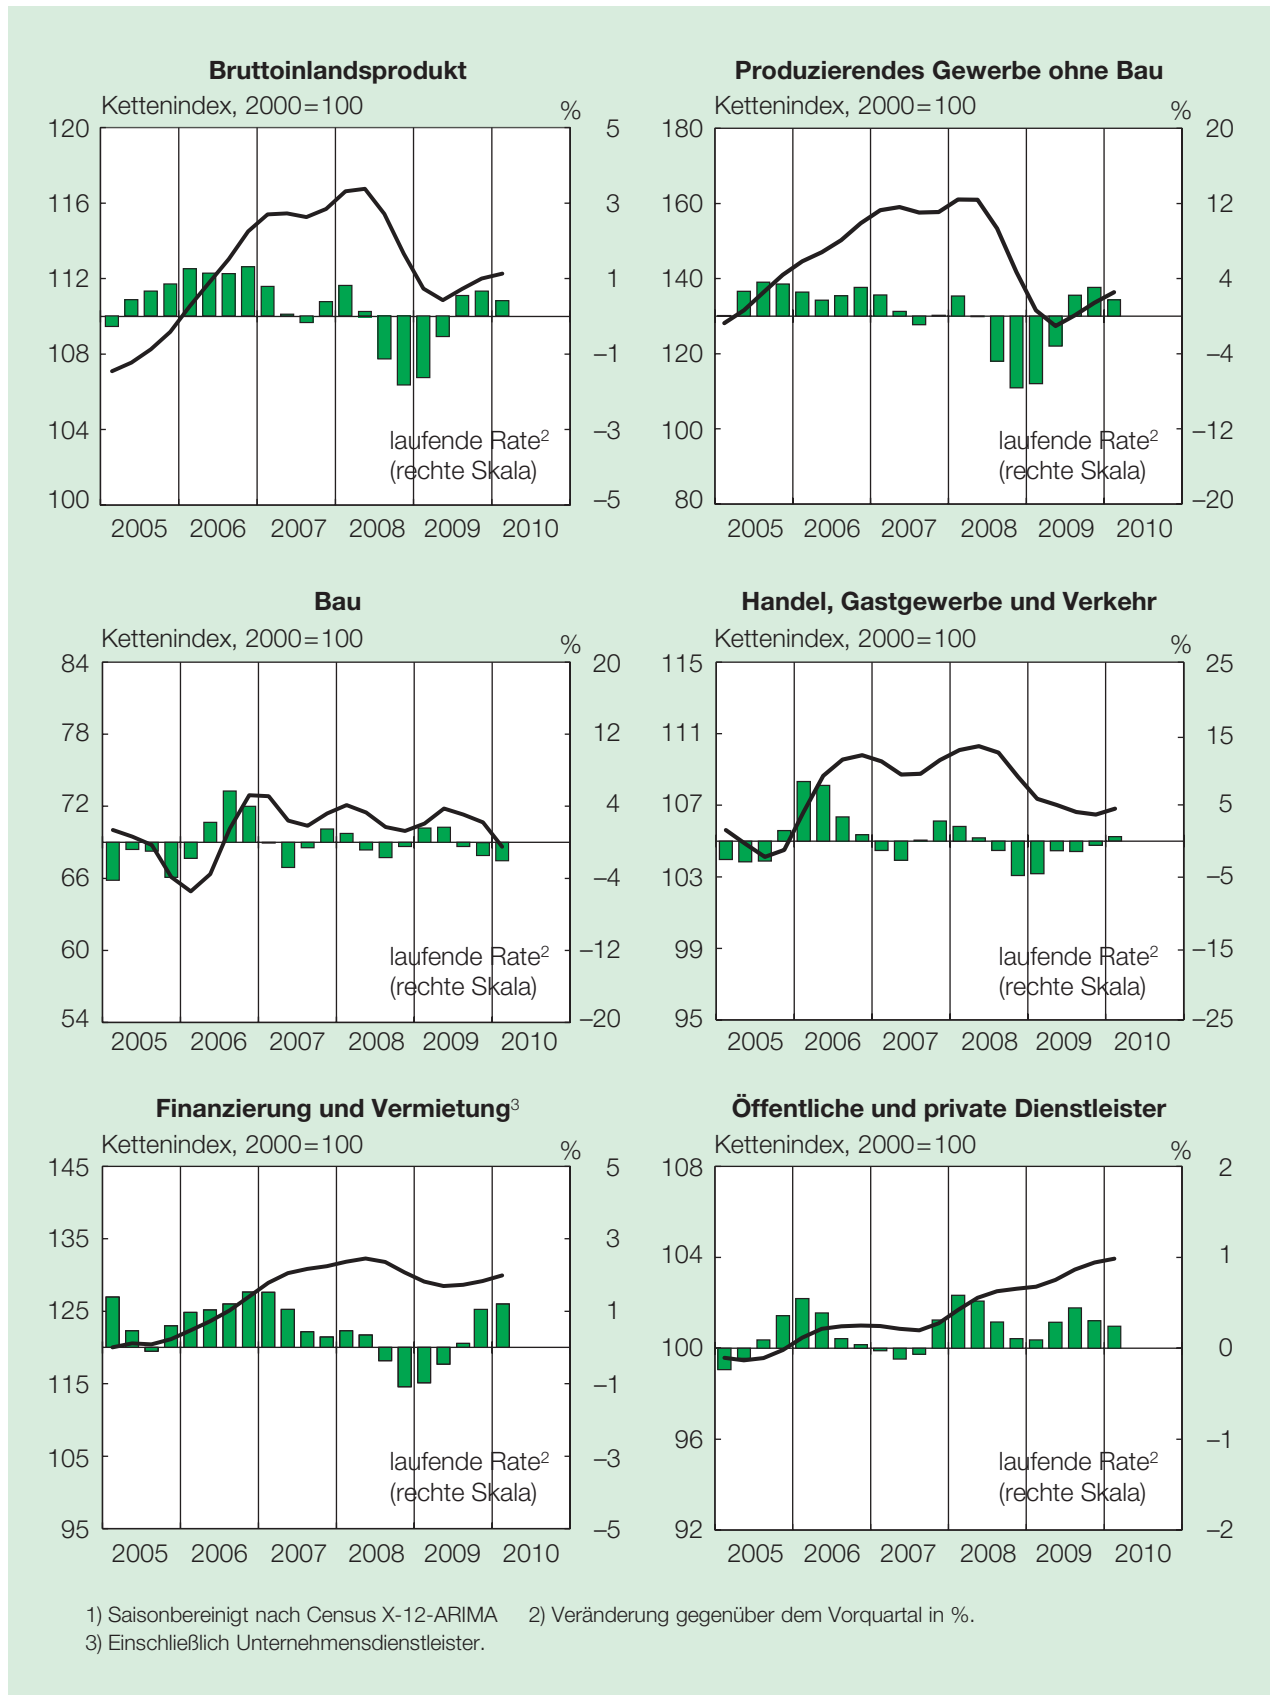 Bruttoinlandsprodukt
Kettenindex, 2000=100
%
120 5
116 3
112 1
108 –1
104 –3
100 –5
laufende Rate2
(rechte Skala)
2005 2006 2007 2008 2009 2010
Produzierendes Gewerbe ohne Bau
Kettenindex, 2000=100
%
180 20
160 12
140 4
120 –4
100 –12
80 –20
laufende Rate2
(rechte Skala)
2005 2006 2007 2008 2009 2010
Bau
Kettenindex, 2000=100
%
84 20
78 12
72 4
66 –4
60 –12
54 –20
laufende Rate2
(rechte Skala)
2005 2006 2007 2008 2009 2010
Handel, Gastgewerbe und Verkehr
Kettenindex, 2000=100
%
115 25
111 15
107 5
103 –5
99 –15
95 –25
laufende Rate2
(rechte Skala)
2005 2006 2007 2008 2009 2010
Finanzierung und Vermietung3
Kettenindex, 2000=100
%
145 5
135 3
125 1
115 –1
105 –3
95 –5
laufende Rate2
(rechte Skala)
2005 2006 2007 2008 2009 2010
Öffentliche und private Dienstleister
Kettenindex, 2000=100
%
108 2
104 1
100 0
96 –1
92 –2
laufende Rate2
(rechte Skala)
2005 2006 2007 2008 2009 2010
1) Saisonbereinigt nach Census X-12-ARIMA 2) Veränderung gegenüber dem Vorquartal in %.
3) Einschließlich Unternehmensdienstleister.